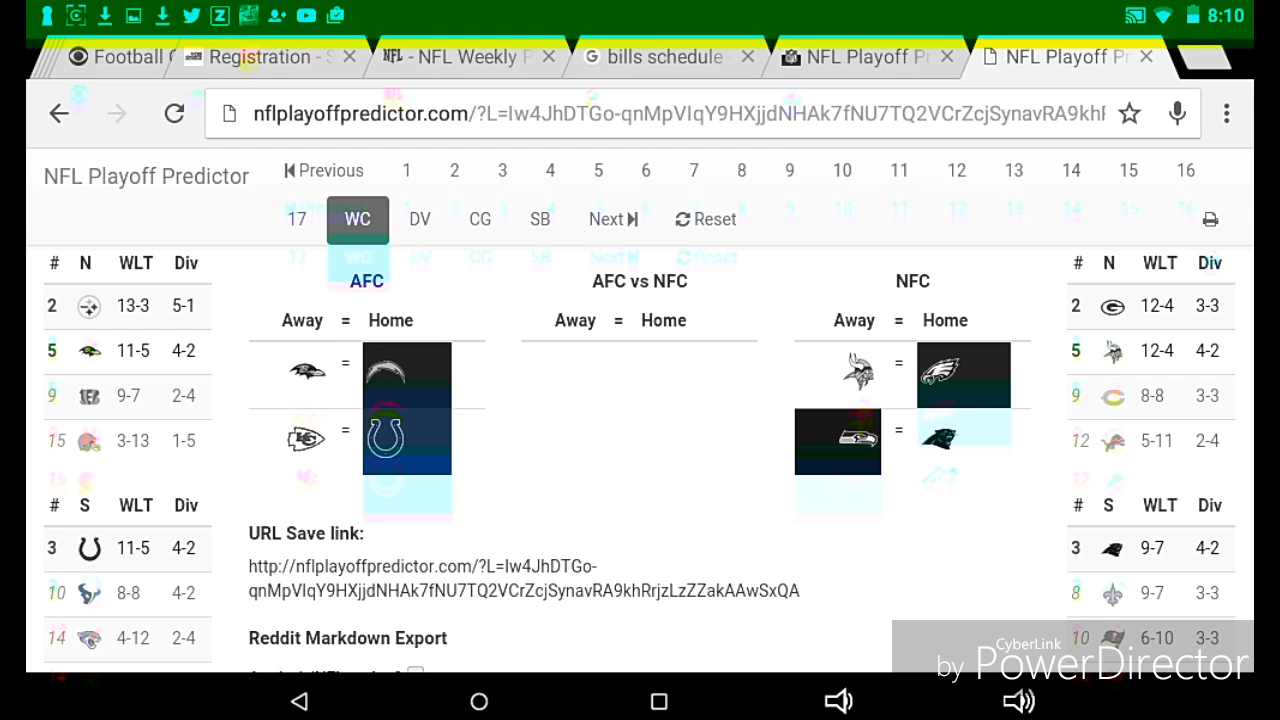 8:10
Football
Registration - S
NFL - NFL Weekly P
bills schedule -
NFL Playoff Pr
NFL Playoff Pr
nflplayoffpredictor.com/?L=Iw4JhDTGo-qnMpVIqY9HXjjdNHAk7fNU7TQ2VCrZcjSynavRA9khF
NFL Playoff Predictor
Previous 1 2 3 4 5 6 7 8 9 10 11 12 13 14 15 16
17 WC DV CG SB Next Reset
# N WLT Div
2 13-3 5-1
5 11-5 4-2
9 9-7 2-4
15 3-13 1-5
# S WLT Div
3 11-5 4-2
10 8-8 4-2
14 4-12 2-4
AFC
Away = Home
=
=
AFC vs NFC
Away = Home
NFC
Away = Home
=
=
URL Save link:
http://nflplayoffpredictor.com/?L=Iw4JhDTGo-
qnMpVIqY9HXjjdNHAk7fNU7TQ2VCrZcjSynavRA9khRrjzLzZZakAAwSxQA
Reddit Markdown Export
# N WLT Div
2 12-4 3-3
5 12-4 4-2
9 8-8 3-3
12 5-11 2-4
# S WLT Div
3 9-7 4-2
8 9-7 3-3
10 6-10 3-3
CyberLink
by PowerDirector